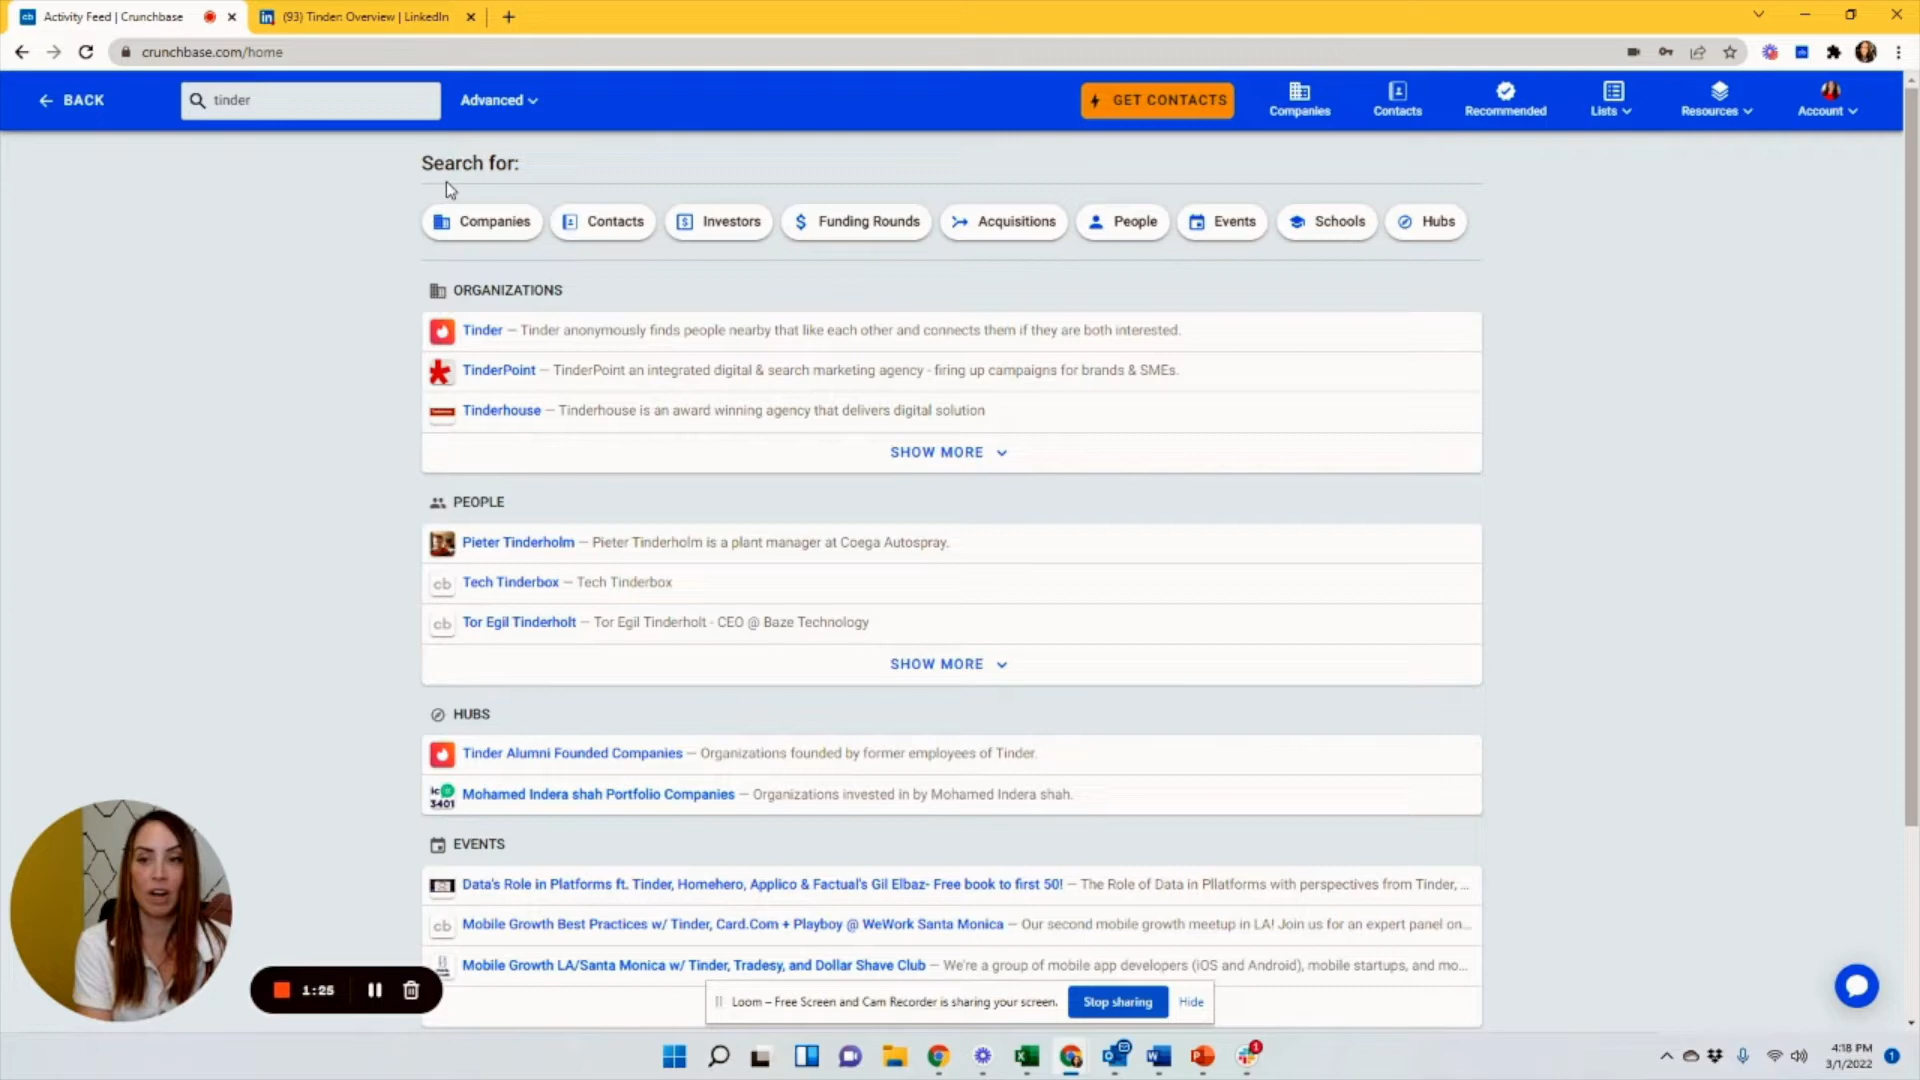 Activity Feed | Crunchbase
(93) Tinder: Overview | LinkedIn
crunchbase.com/home
BACK
tinder
Advanced
GET CONTACTS
Companies
Contacts
Recommended
Lists
Resources
Account
Search for:
Companies
Contacts
Investors
Funding Rounds
Acquisitions
People
Events
Schools
Hubs
ORGANIZATIONS
Tinder — Tinder anonymously finds people nearby that like each other and connects them if they are both interested.
TinderPoint — TinderPoint an integrated digital & search marketing agency - firing up campaigns for brands & SMEs.
Tinderhouse — Tinderhouse is an award winning agency that delivers digital solution
SHOW MORE
PEOPLE
Pieter Tinderholm — Pieter Tinderholm is a plant manager at Coega Autospray.
cb Tech Tinderbox — Tech Tinderbox
cb Tor Egil Tinderholt — Tor Egil Tinderholt - CEO @ Baze Technology
SHOW MORE
HUBS
Tinder Alumni Founded Companies — Organizations founded by former employees of Tinder.
ic 3401 Mohamed Indera shah Portfolio Companies — Organizations invested in by Mohamed Indera shah.
EVENTS
Data's Role in Platforms ft. Tinder, Homehero, Applico & Factual's Gil Elbaz- Free book to first 50! — The Role of Data in Pllatforms with perspectives from Tinder, ...
cb Mobile Growth Best Practices w/ Tinder, Card.Com + Playboy @ WeWork Santa Monica — Our second mobile growth meetup in LA! Join us for an expert panel on...
Mobile Growth LA/Santa Monica w/ Tinder, Tradesy, and Dollar Shave Club — We're a group of mobile app developers (iOS and Android), mobile startups, and mo...
1:25
Loom – Free Screen and Cam Recorder is sharing your screen.
Stop sharing
Hide
4:18 PM
3/1/2022